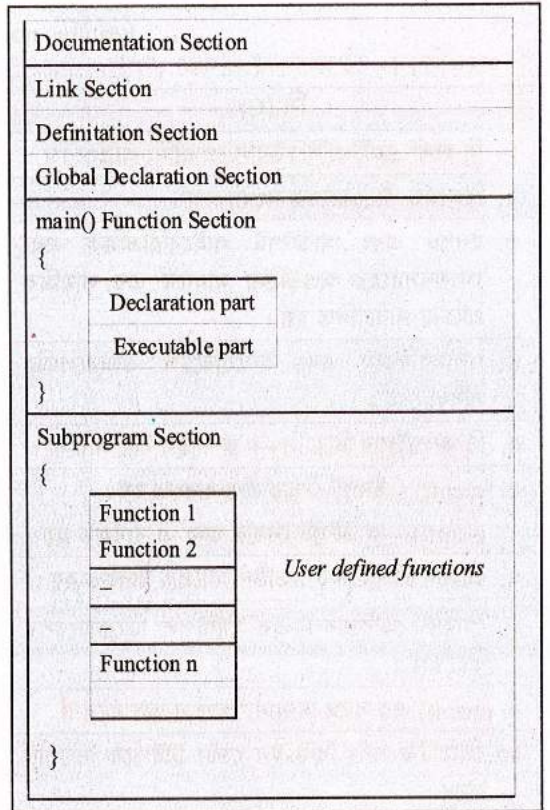 Documentation Section
Link Section
Definitation Section
Global Declaration Section
main() Function Section
{
Declaration part
Executable part
}
Subprogram Section
{
Function 1
Function 2
User defined functions
–
–
Function n
}